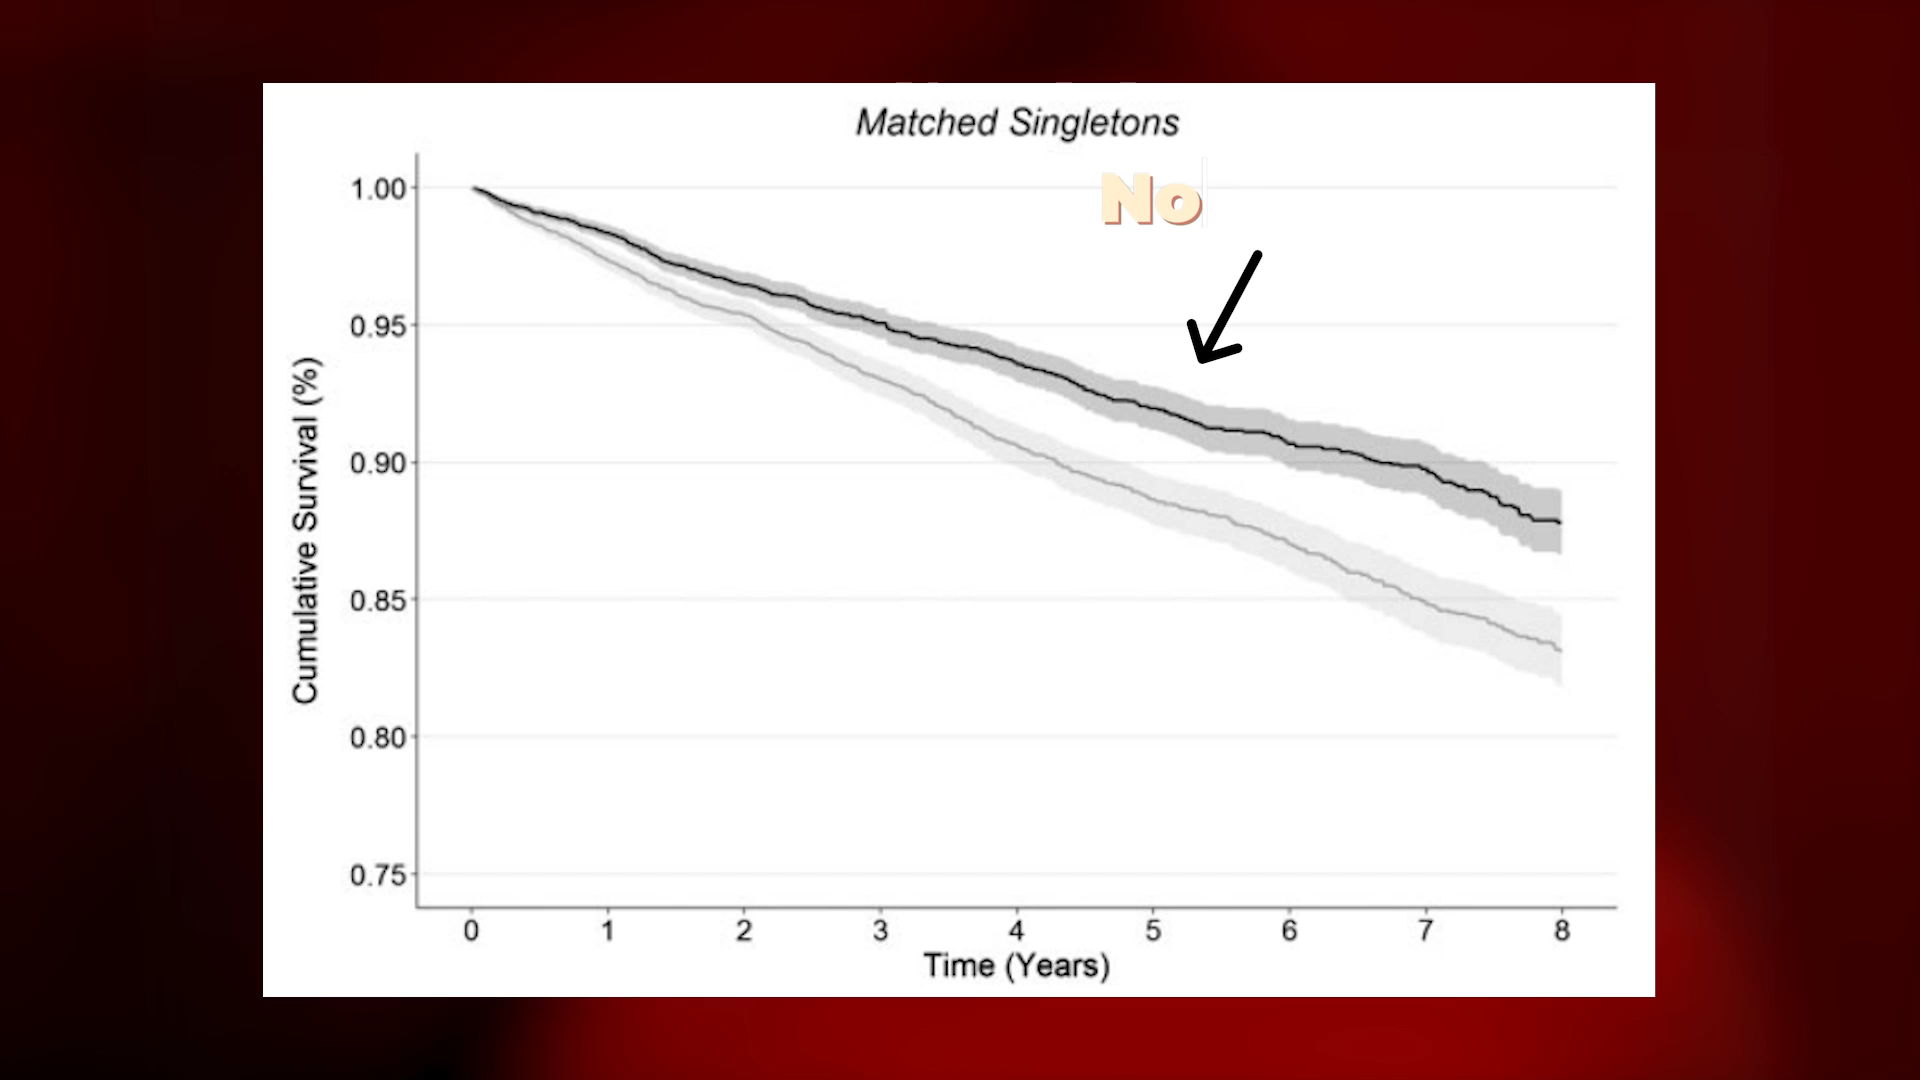 Matched Singletons
No
1.00
0.95
0.90
0.85
0.80
0.75
Cumulative Survival (%)
0 1 2 3 4 5 6 7 8
Time (Years)